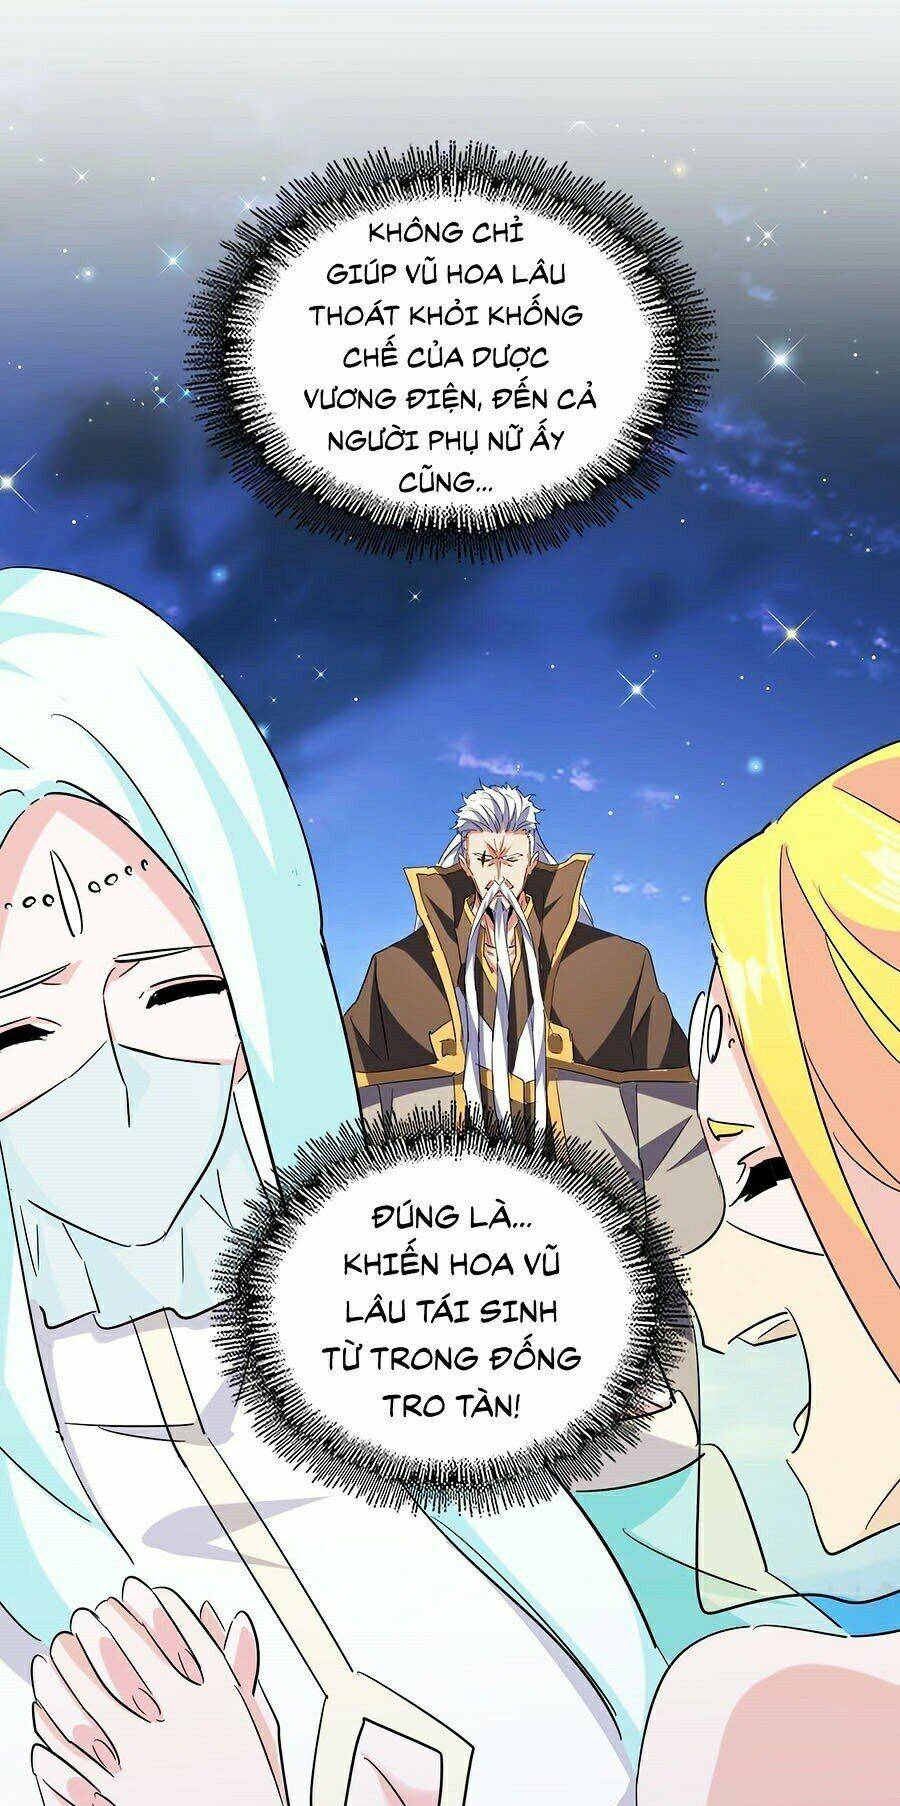 KHÔNG CHỈ
GIÚP VŨ HOA LÂU
THOÁT KHỎI KHỐNG
CHẾ CỦA DƯỢC
VƯƠNG ĐIỆN, ĐẾN CẢ
NGƯỜI PHỤ NỮ ẤY
CŨNG...
ĐÚNG LÀ...
KHIẾN HOA VŨ
LÂU TÁI SINH
TỪ TRONG ĐỐNG
TRO TÀN!